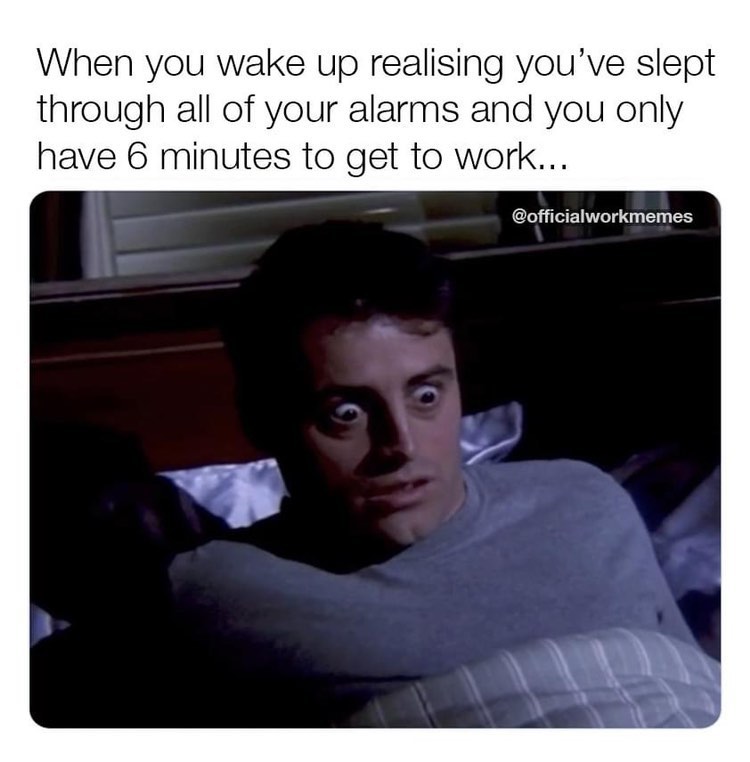 When you wake up realising you’ve slept
through all of your alarms and you only
have 6 minutes to get to work...
@officialworkmemes